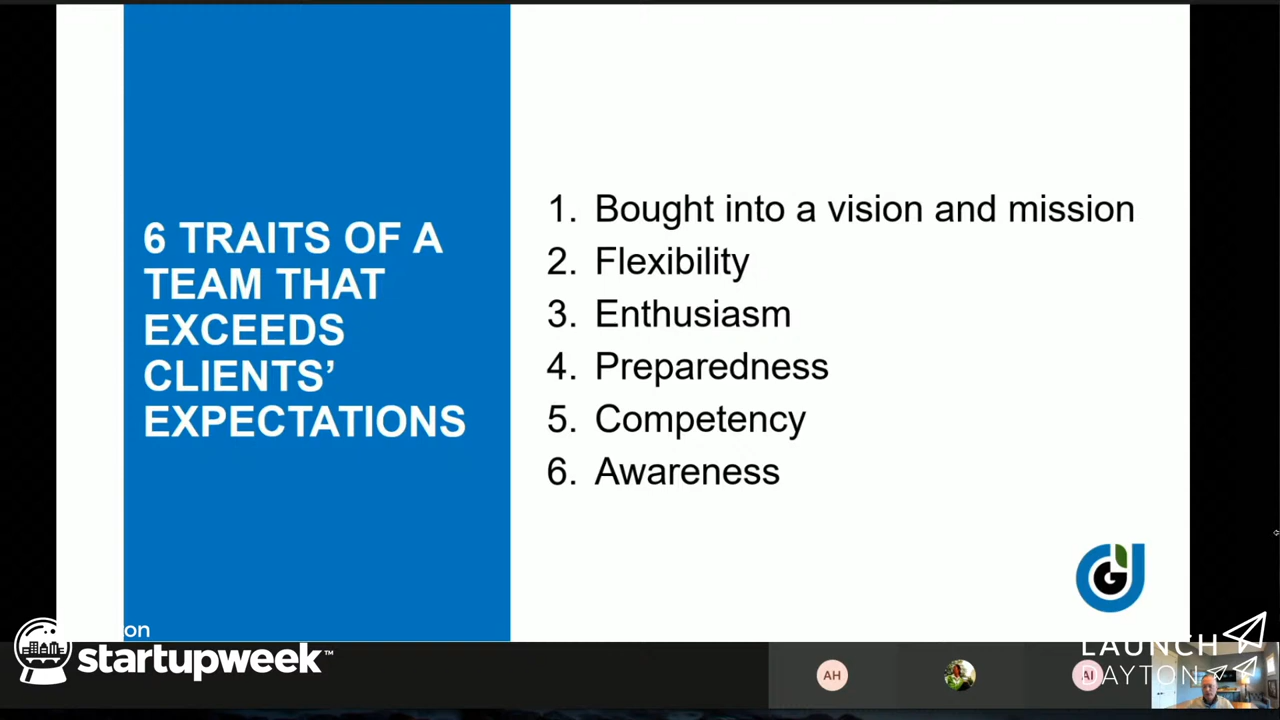 6 TRAITS OF A
TEAM THAT
EXCEEDS
CLIENTS’
EXPECTATIONS
1. Bought into a vision and mission
2. Flexibility
3. Enthusiasm
4. Preparedness
5. Competency
6. Awareness
G
on
startupweek™
AH
AI
LAUNCH
DAYTON